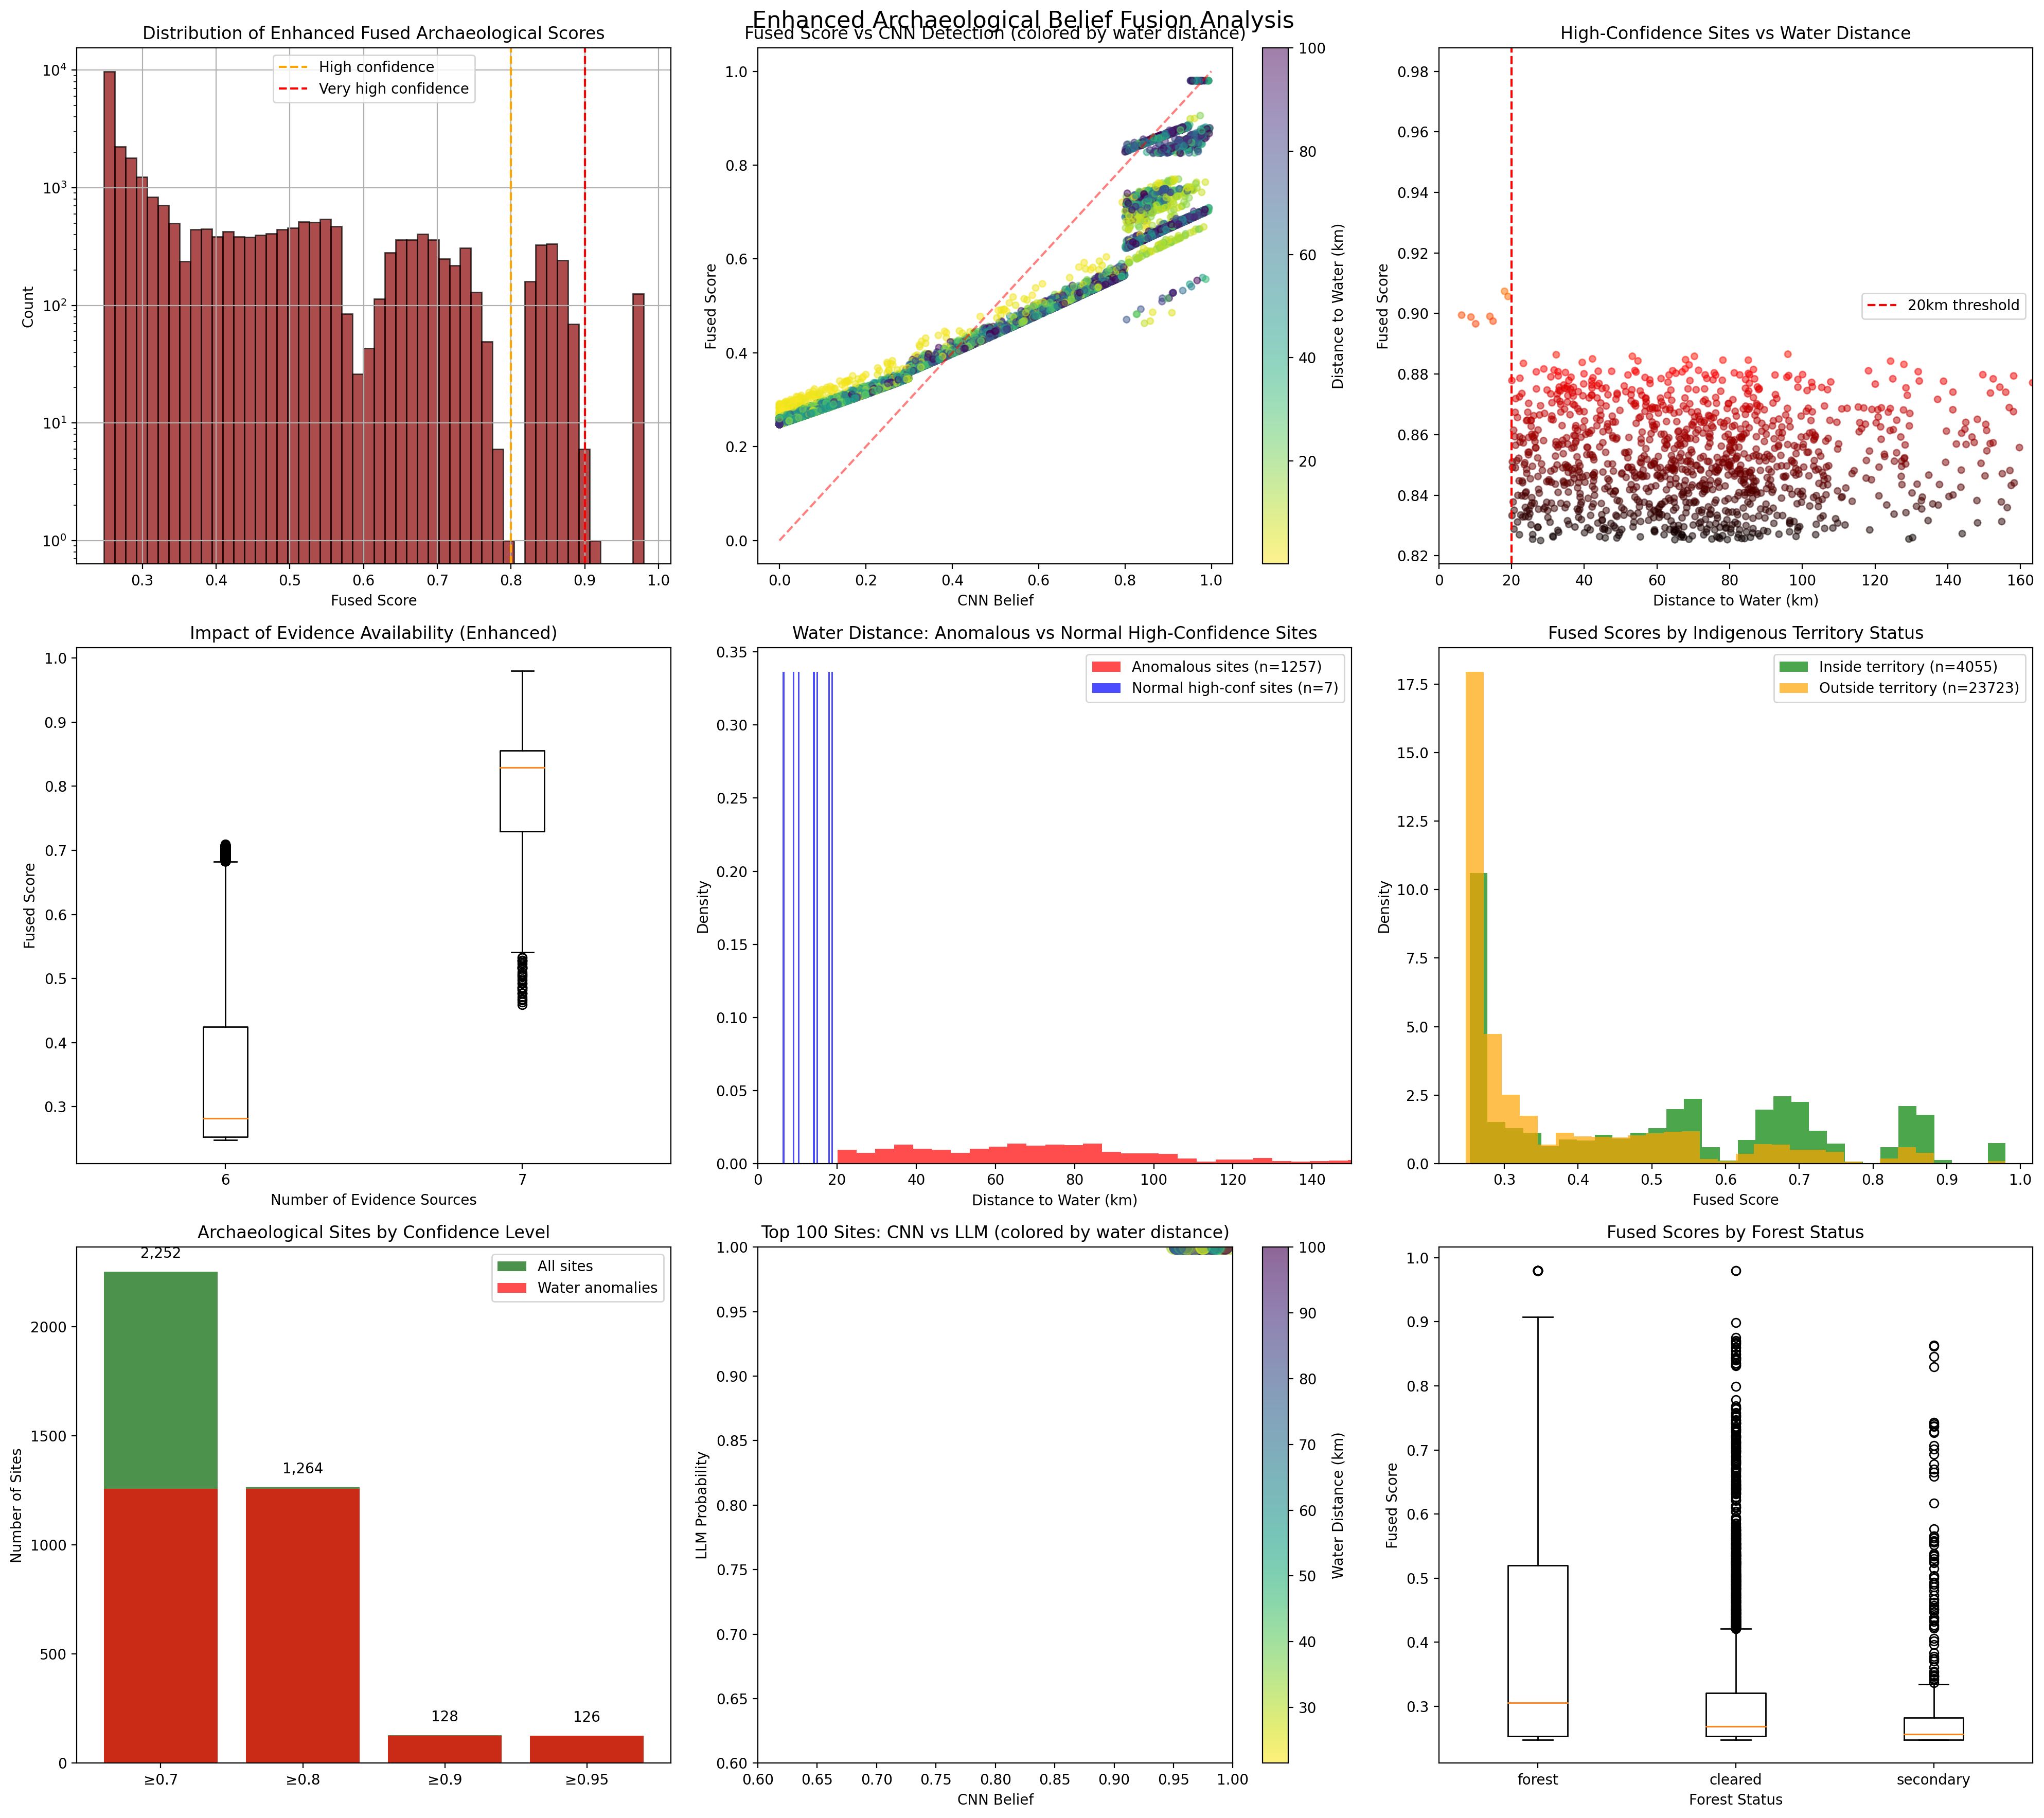 Enhanced Archaeological Belief Fusion Analysis
Distribution of Enhanced Fused Archaeological Scores
High confidence
Very high confidence
10⁴
10³
10²
10¹
10⁰
Count
0.3 0.4 0.5 0.6 0.7 0.8 0.9 1.0
Fused Score
Fused Score vs CNN Detection (colored by water distance)
1.0
0.8
0.6
0.4
0.2
0.0
Fused Score
0.0 0.2 0.4 0.6 0.8 1.0
CNN Belief
100
80
60
40
20
Distance to Water (km)
High-Confidence Sites vs Water Distance
20km threshold
0.98
0.96
0.94
0.92
0.90
0.88
0.86
0.84
0.82
Fused Score
0 20 40 60 80 100 120 140 160
Distance to Water (km)
Impact of Evidence Availability (Enhanced)
1.0
0.9
0.8
0.7
0.6
0.5
0.4
0.3
Fused Score
6 7
Number of Evidence Sources
Water Distance: Anomalous vs Normal High-Confidence Sites
Anomalous sites (n=1257)
Normal high-conf sites (n=7)
0.35
0.30
0.25
0.20
0.15
0.10
0.05
0.00
Density
0 20 40 60 80 100 120 140
Distance to Water (km)
Fused Scores by Indigenous Territory Status
Inside territory (n=4055)
Outside territory (n=23723)
17.5
15.0
12.5
10.0
7.5
5.0
2.5
0.0
Density
0.3 0.4 0.5 0.6 0.7 0.8 0.9 1.0
Fused Score
Archaeological Sites by Confidence Level
All sites
Water anomalies
2,252
1,264
128
126
2000
1500
1000
500
0
Number of Sites
≥0.7 ≥0.8 ≥0.9 ≥0.95
Top 100 Sites: CNN vs LLM (colored by water distance)
1.00
0.95
0.90
0.85
0.80
0.75
0.70
0.65
0.60
LLM Probability
0.60 0.65 0.70 0.75 0.80 0.85 0.90 0.95 1.00
CNN Belief
100
90
80
70
60
50
40
30
Water Distance (km)
Fused Scores by Forest Status
1.0
0.9
0.8
0.7
0.6
0.5
0.4
0.3
Fused Score
forest cleared secondary
Forest Status